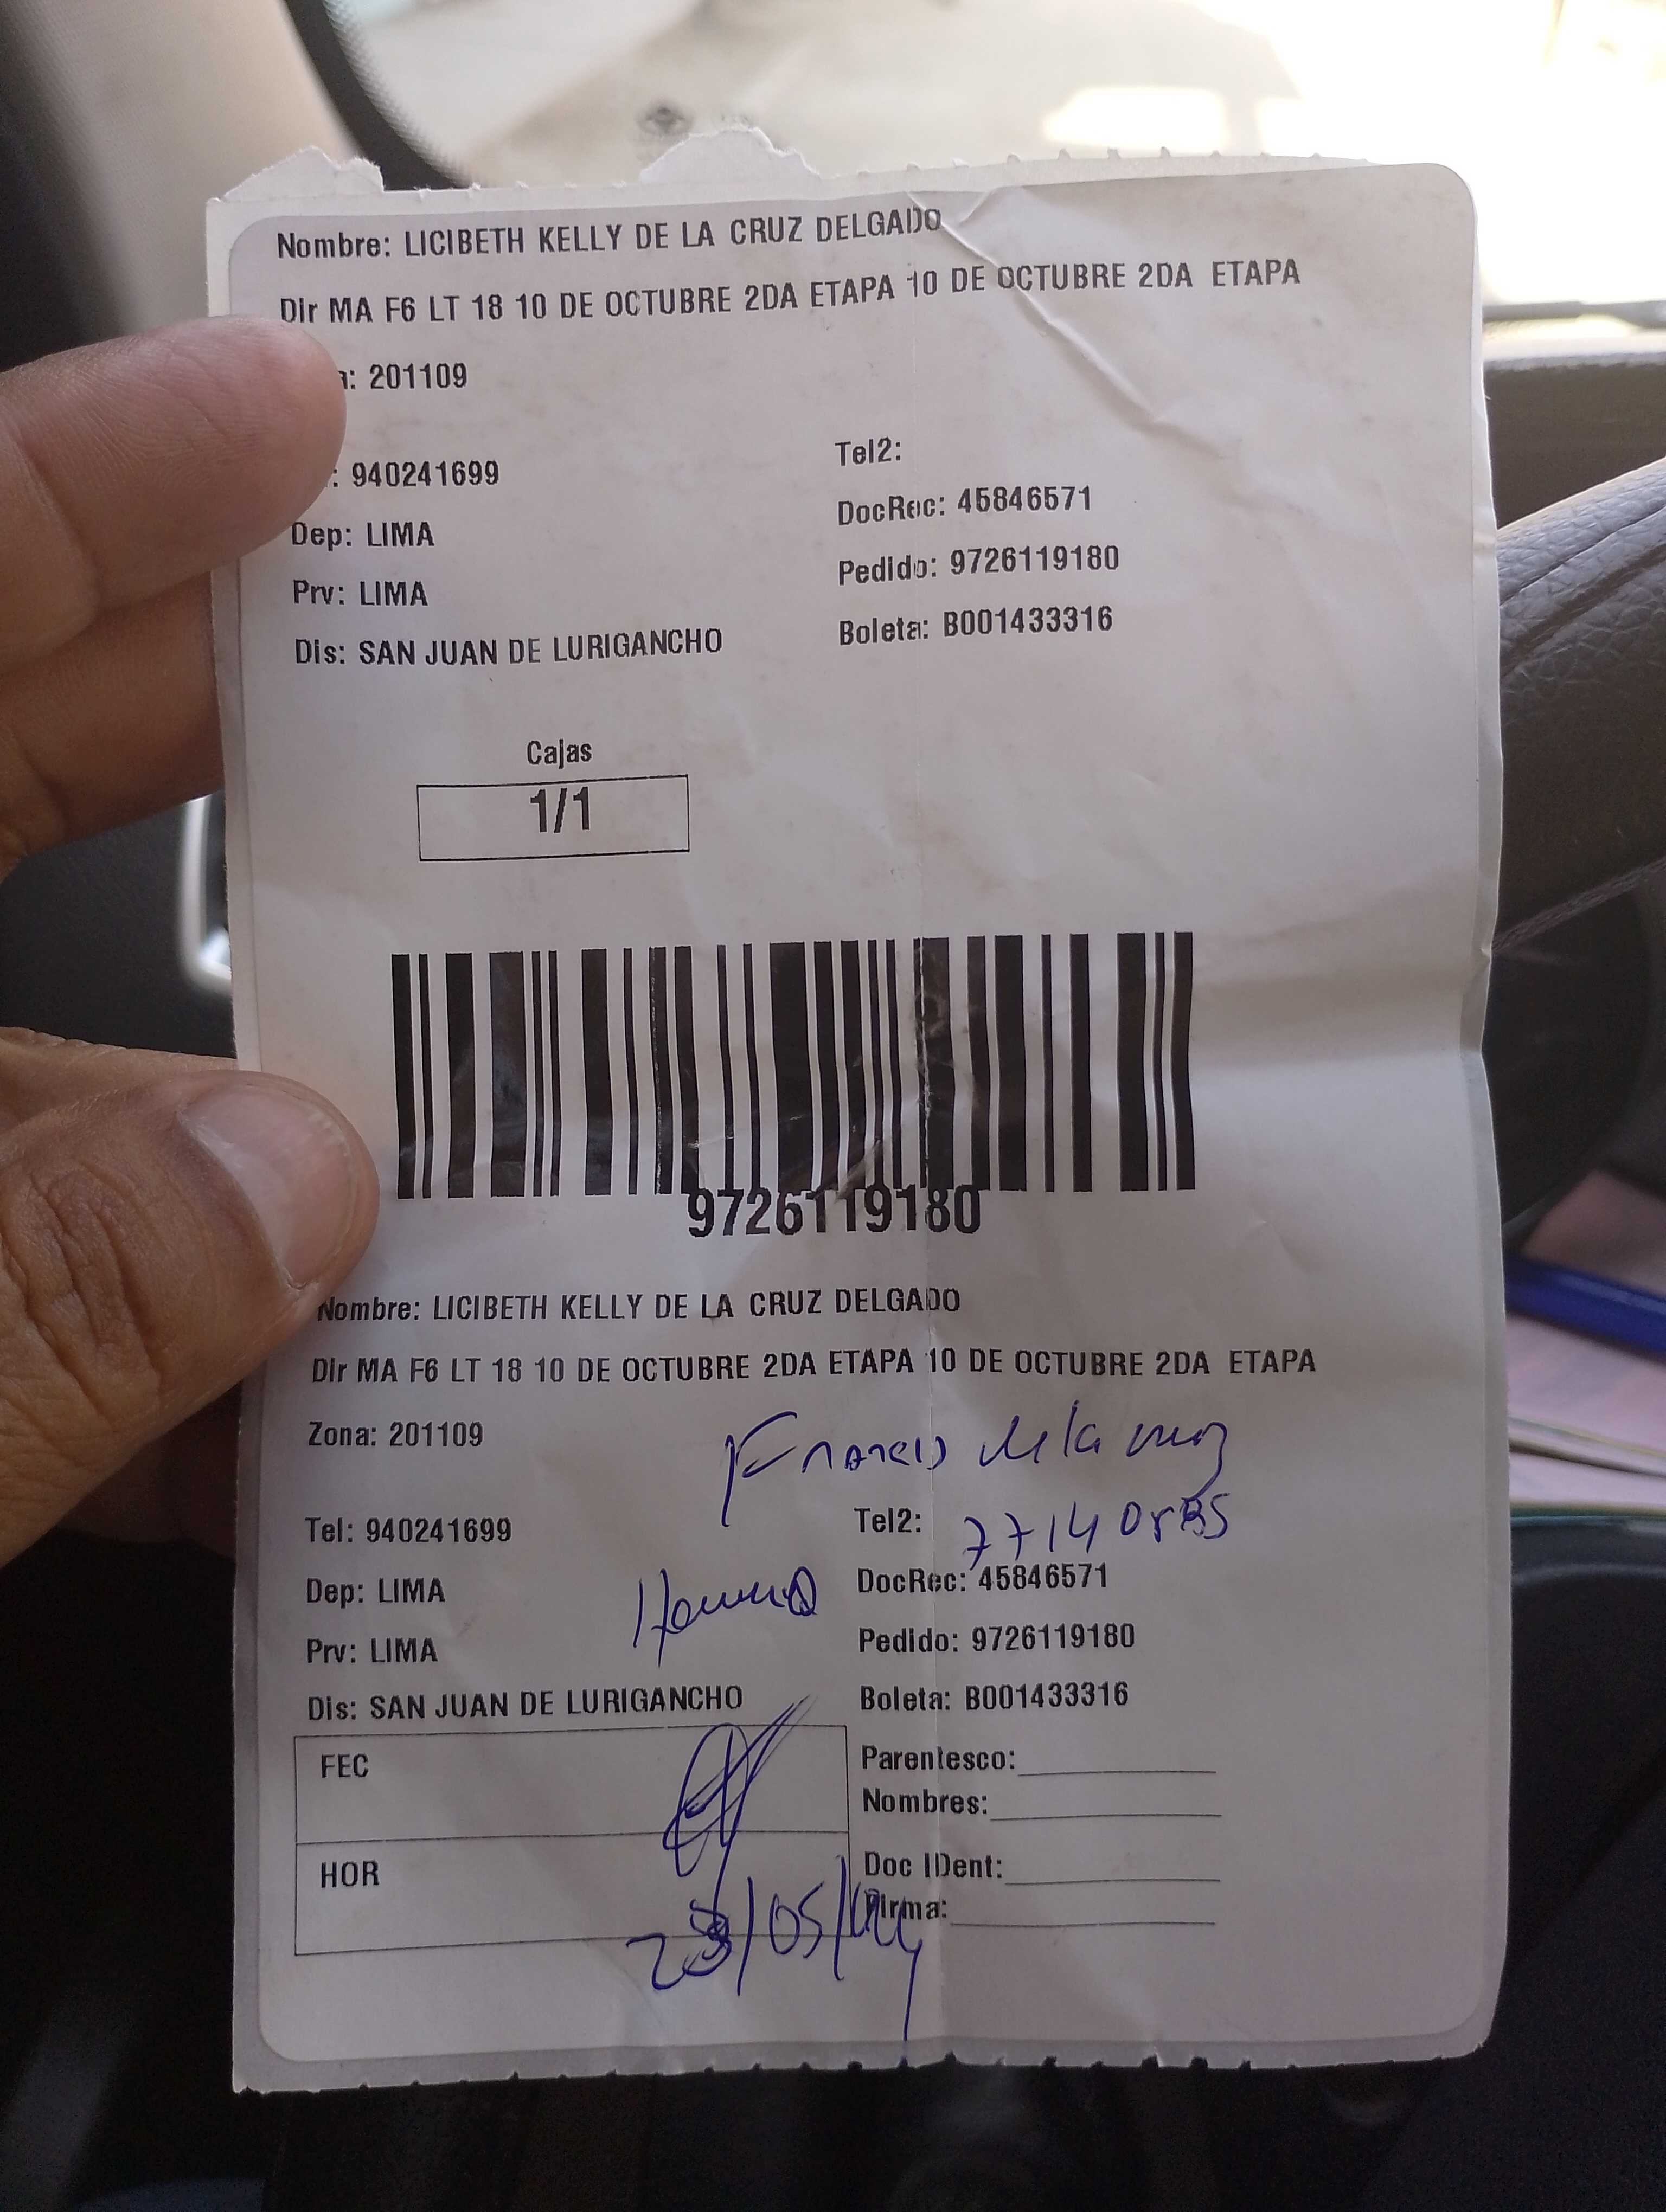 Nombre: LICIBETH KELLY DE LA CRUZ DELGADO
Dir MA F6 LT 18 10 DE OCTUBRE 2DA ETAPA 10 DE OCTUBRE 2DA ETAPA
: 201109
: 940241699
Tel2:
Dep: LIMA
DocRec: 45846571
Prv: LIMA
Pedido: 9726119180
Dis: SAN JUAN DE LURIGANCHO
Boleta: B001433316
Cajas
1/1
9726119180
Nombre: LICIBETH KELLY DE LA CRUZ DELGADO
Dir MA F6 LT 18 10 DE OCTUBRE 2DA ETAPA 10 DE OCTUBRE 2DA ETAPA
Zona: 201109
de la cruz
Tel: 940241699
Tel2:
Dep: LIMA
DocRec: 45846571
Prv: LIMA
Pedido: 9726119180
Dis: SAN JUAN DE LURIGANCHO
Boleta: B001433316
FEC
Parentesco:
Nombres:
HOR
Doc IDent:
Firma: